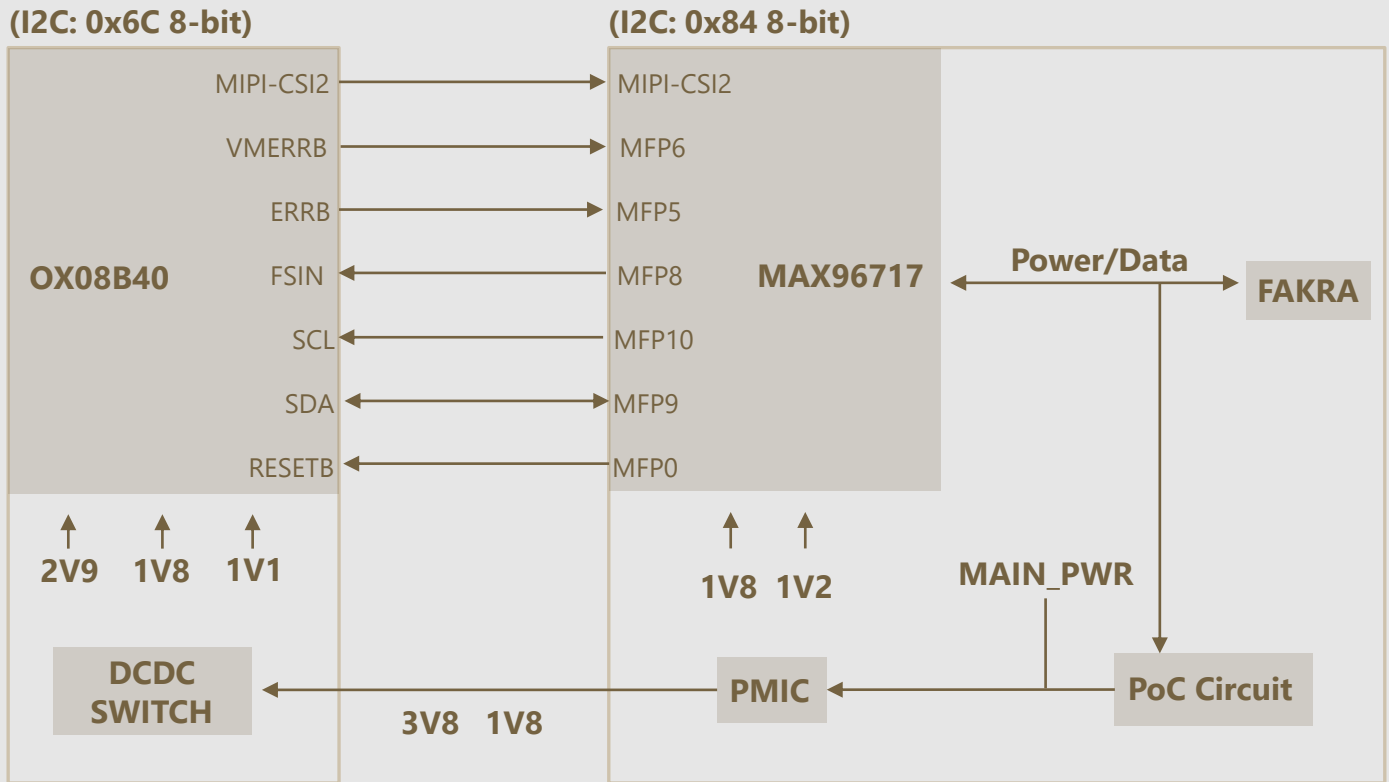 (I2C: 0x6C 8-bit)
(I2C: 0x84 8-bit)
MIPI-CSI2
MIPI-CSI2
VMERRB
MFP6
ERRB
MFP5
OX08B40
FSIN
MFP8
MAX96717
Power/Data
FAKRA
SCL
MFP10
SDA
MFP9
RESETB
MFP0
2V9
1V8
1V1
1V8
1V2
MAIN_PWR
DCDC
SWITCH
3V8
1V8
PMIC
PoC Circuit